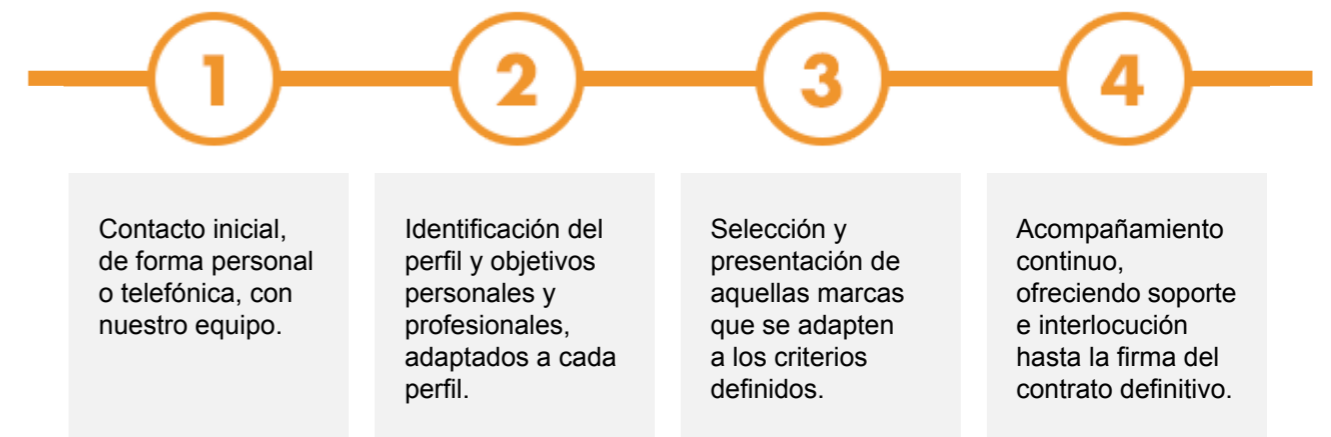 1
2
3
4
Contacto inicial,
de forma personal
o telefónica, con
nuestro equipo.
Identificación del
perfil y objetivos
personales y
profesionales,
adaptados a cada
perfil.
Selección y
presentación de
aquellas marcas
que se adapten
a los criterios
definidos.
Acompañamiento
continuo,
ofreciendo soporte
e interlocución
hasta la firma del
contrato definitivo.